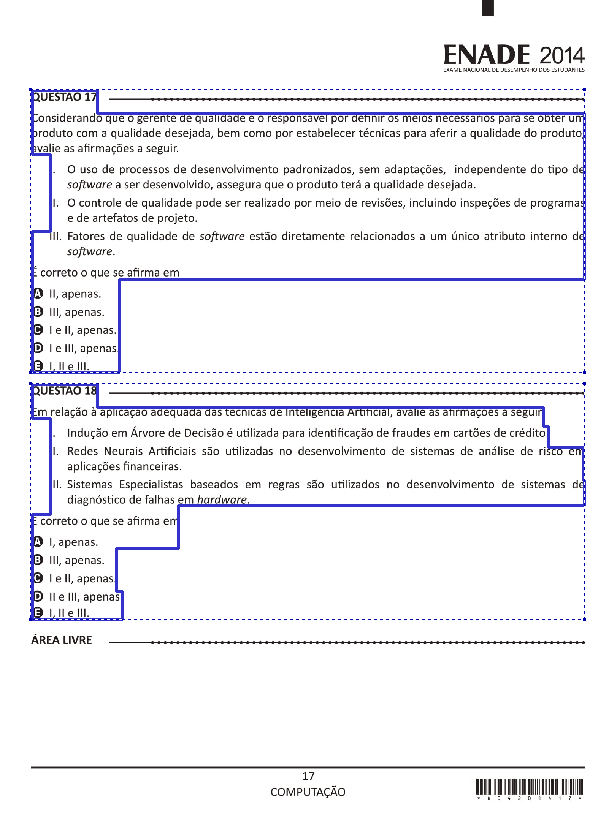 ENADE 2014
EXAME NACIONAL DE DESEMPENHO DOS ESTUDANTES
QUESTÃO 17
Considerando que o gerente de qualidade é o responsável por definir os meios necessários para se obter um
produto com a qualidade desejada, bem como por estabelecer técnicas para aferir a qualidade do produto,
avalie as afirmações a seguir.
I. O uso de processos de desenvolvimento padronizados, sem adaptações, independente do tipo de
software a ser desenvolvido, assegura que o produto terá a qualidade desejada.
II. O controle de qualidade pode ser realizado por meio de revisões, incluindo inspeções de programas
e de artefatos de projeto.
III. Fatores de qualidade de software estão diretamente relacionados a um único atributo interno de
software.
É correto o que se afirma em
A II, apenas.
B III, apenas.
C I e II, apenas.
D I e III, apenas.
E I, II e III.
QUESTÃO 18
Em relação à aplicação adequada das técnicas de Inteligência Artificial, avalie as afirmações a seguir.
I. Indução em Árvore de Decisão é utilizada para identificação de fraudes em cartões de crédito.
II. Redes Neurais Artificiais são utilizadas no desenvolvimento de sistemas de análise de risco em
aplicações financeiras.
III. Sistemas Especialistas baseados em regras são utilizados no desenvolvimento de sistemas de
diagnóstico de falhas em hardware.
É correto o que se afirma em
A I, apenas.
B III, apenas.
C I e II, apenas.
D II e III, apenas.
E I, II e III.
ÁREA LIVRE
17
COMPUTAÇÃO